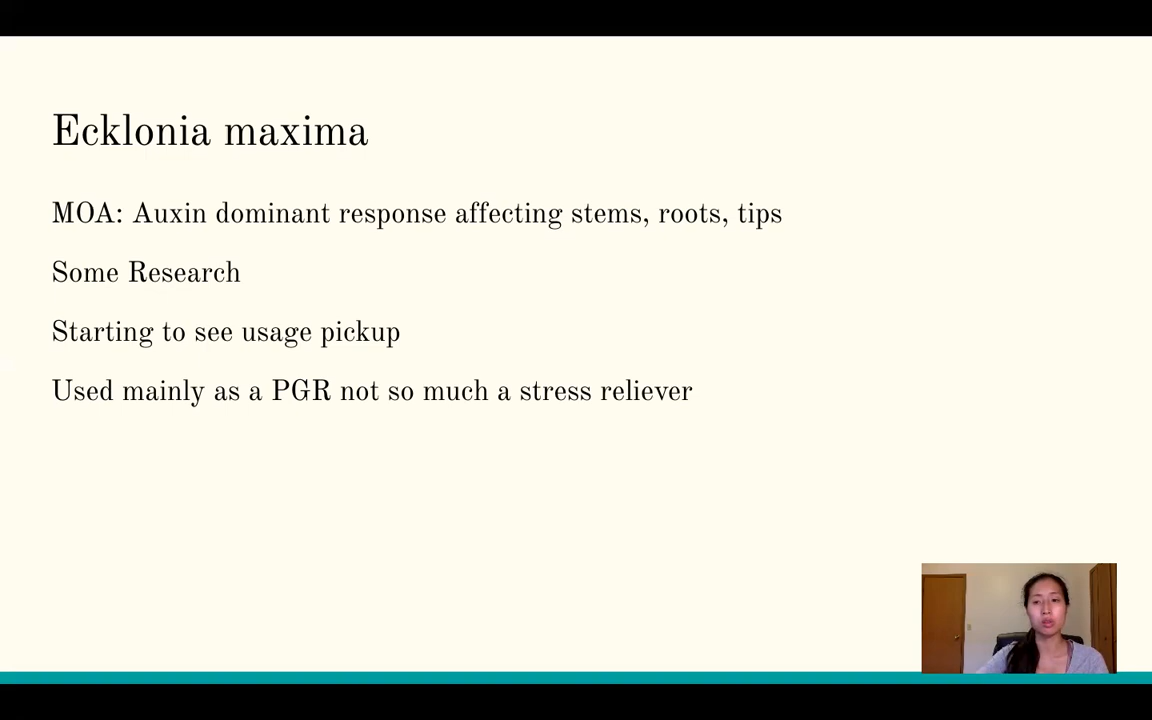 Ecklonia maxima
MOA: Auxin dominant response affecting stems, roots, tips
Some Research
Starting to see usage pickup
Used mainly as a PGR not so much a stress reliever